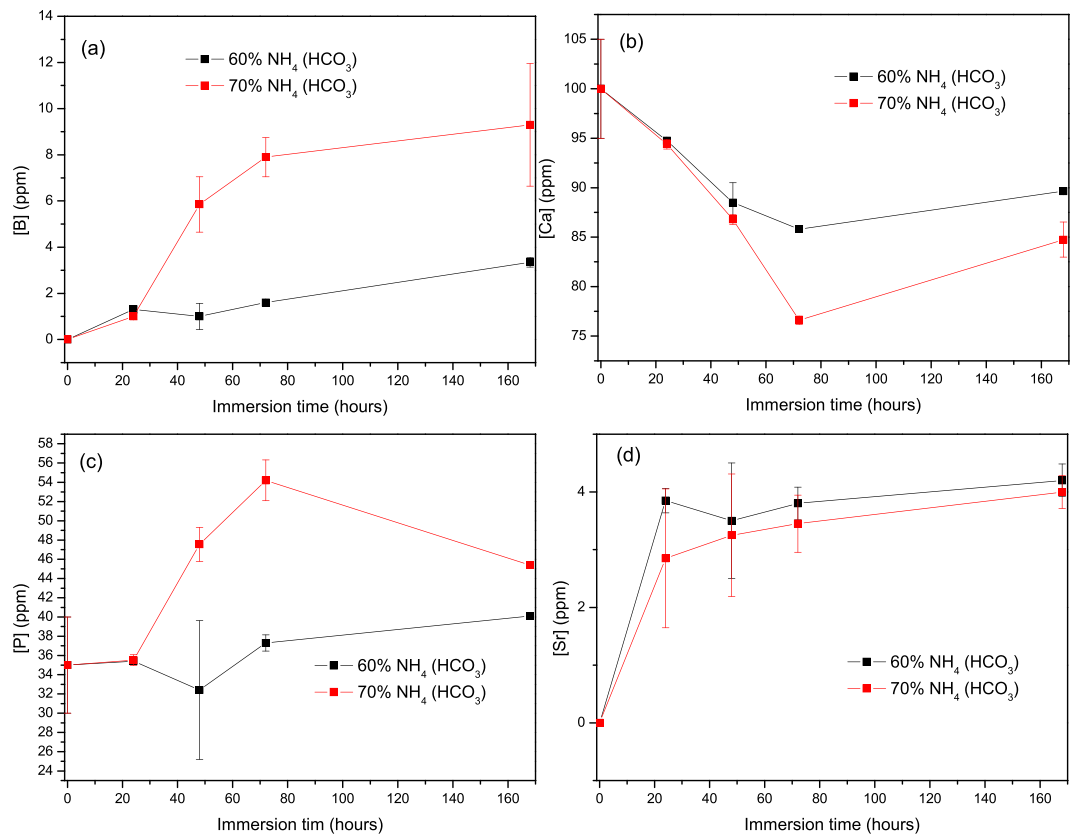 (a)
60% NH4 (HCO3)
70% NH4 (HCO3)
[B] (ppm)
14
12
10
8
6
4
2
0
0 20 40 60 80 100 120 140 160
Immersion time (hours)
(b)
60% NH4 (HCO3)
70% NH4 (HCO3)
[Ca] (ppm)
105
100
95
90
85
80
75
0 20 40 60 80 100 120 140 160
Immersion time (hours)
(c)
60% NH4 (HCO3)
70% NH4 (HCO3)
[P] (ppm)
58
56
54
52
50
48
46
44
42
40
38
36
34
32
30
28
26
24
0 20 40 60 80 100 120 140 160
Immersion tim (hours)
(d)
60% NH4 (HCO3)
70% NH4 (HCO3)
[Sr] (ppm)
4
2
0
0 20 40 60 80 100 120 140 160
Immersion time (hours)